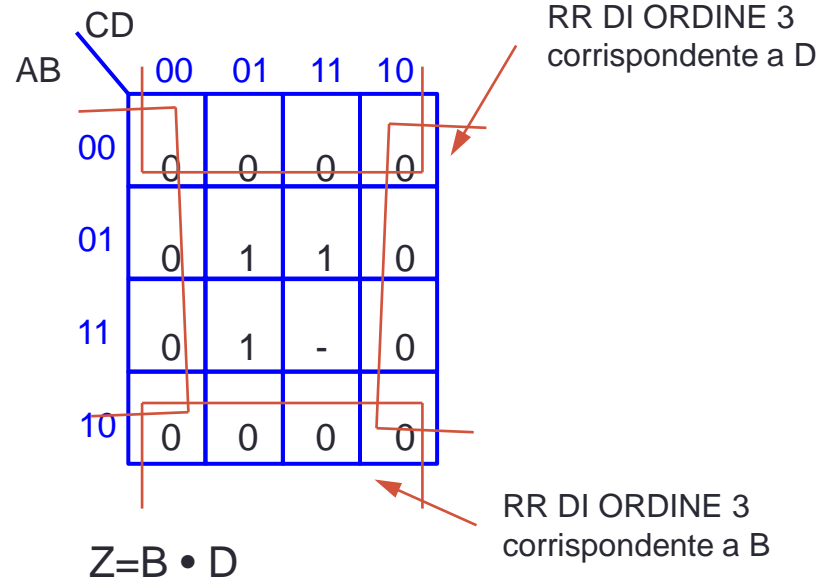 CD
RR DI ORDINE 3
corrispondente a D
AB
00 01 11 10
00 0 0 0 0
01 0 1 1 0
11 0 1 - 0
10 0 0 0 0
RR DI ORDINE 3
corrispondente a B
Z=B • D